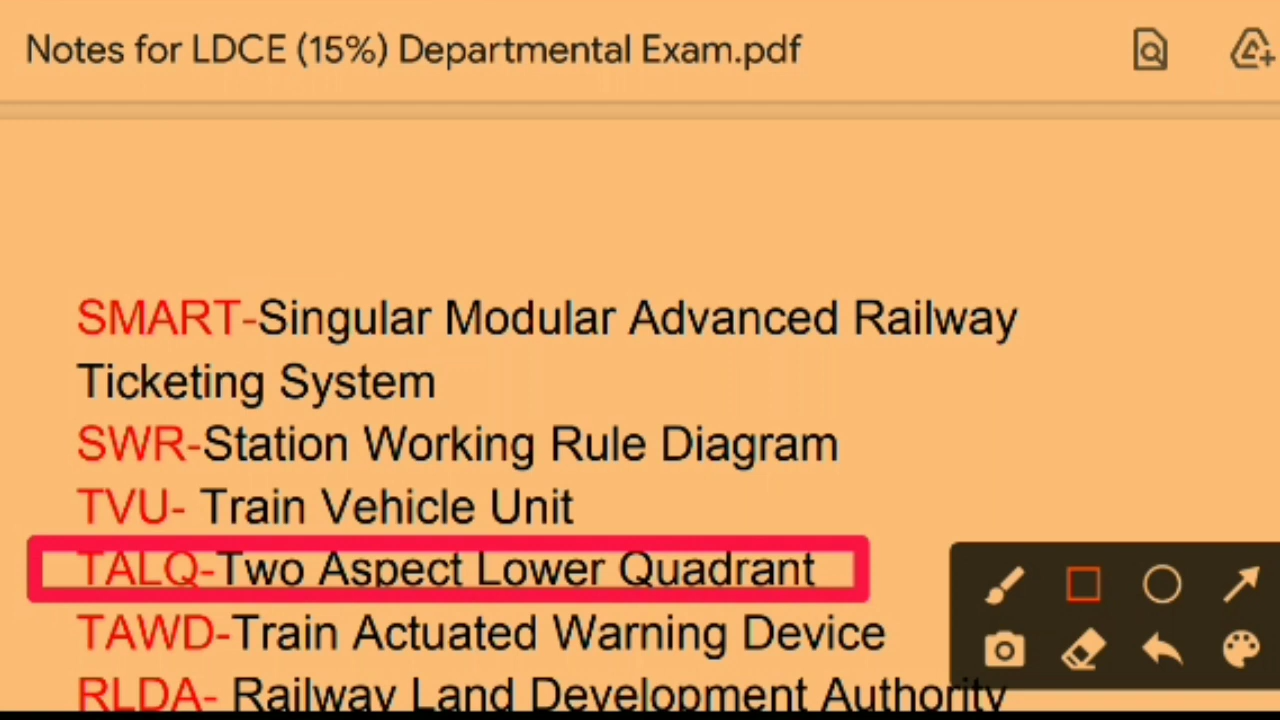 Notes for LDCE (15%) Departmental Exam.pdf
SMART-Singular Modular Advanced Railway
Ticketing System
SWR-Station Working Rule Diagram
TVU- Train Vehicle Unit
TALQ-Two Aspect Lower Quadrant
TAWD-Train Actuated Warning Device
RLDA- Railway Land Development Authority